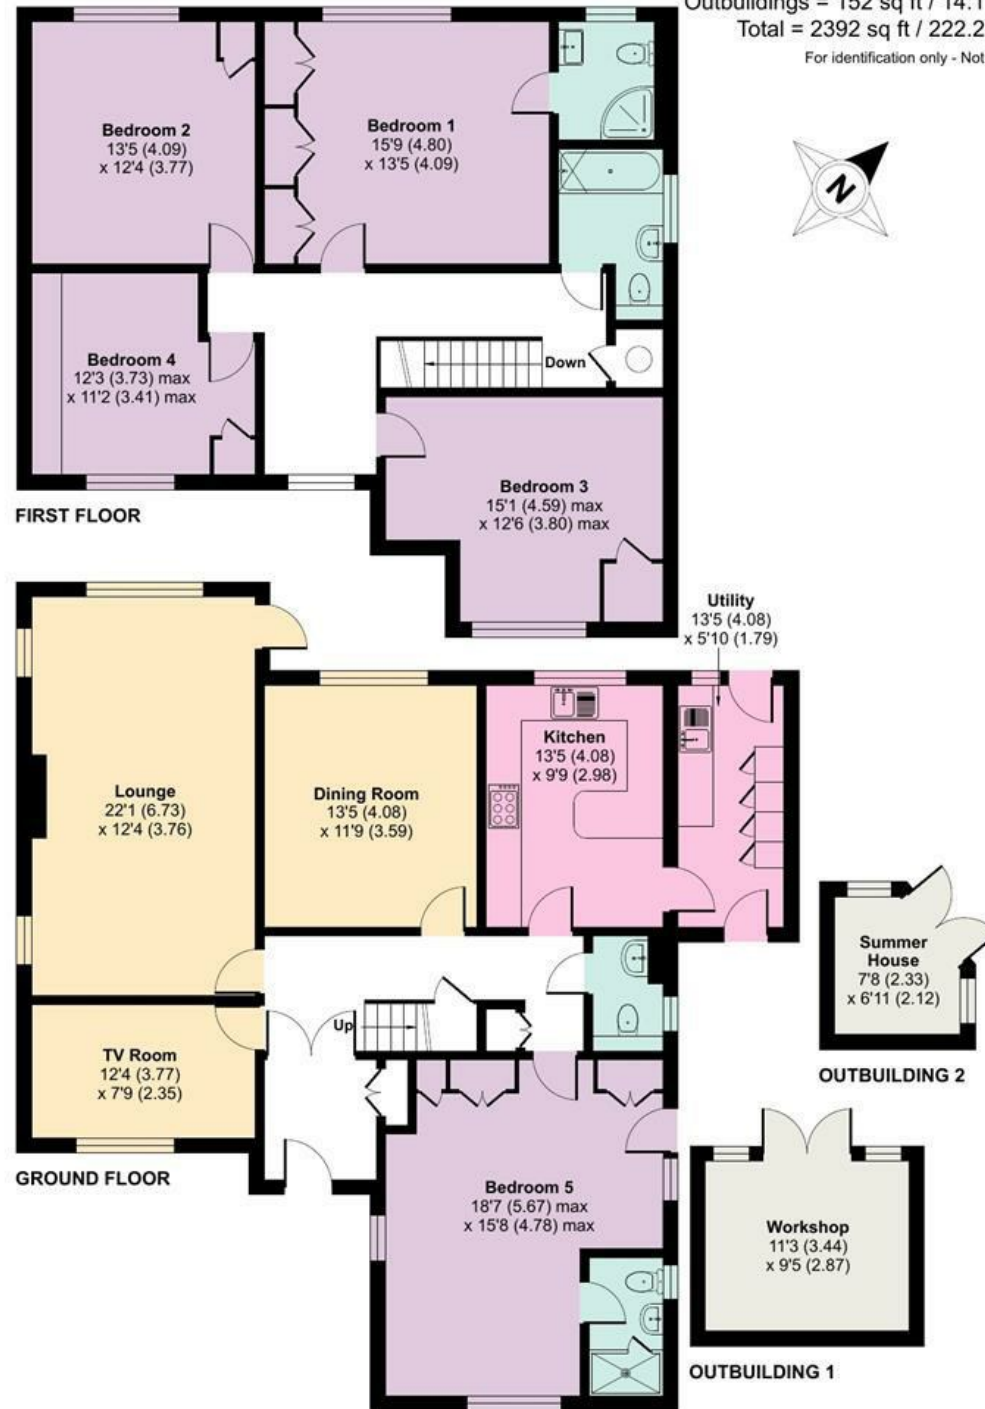 Outbuildings = 152 sq ft / 14.1
Total = 2392 sq ft / 222.2
For identification only - Not
N
Bedroom 2
13'5 (4.09)
x 12'4 (3.77)
Bedroom 1
15'9 (4.80)
x 13'5 (4.09)
Bedroom 4
12'3 (3.73) max
x 11'2 (3.41) max
Down
Bedroom 3
15'1 (4.59) max
x 12'6 (3.80) max
FIRST FLOOR
Utility
13'5 (4.08)
x 5'10 (1.79)
Kitchen
13'5 (4.08)
x 9'9 (2.98)
Lounge
22'1 (6.73)
x 12'4 (3.76)
Dining Room
13'5 (4.08)
x 11'9 (3.59)
Summer
House
7'8 (2.33)
x 6'11 (2.12)
OUTBUILDING 2
Up
TV Room
12'4 (3.77)
x 7'9 (2.35)
GROUND FLOOR
Bedroom 5
18'7 (5.67) max
x 15'8 (4.78) max
Workshop
11'3 (3.44)
x 9'5 (2.87)
OUTBUILDING 1